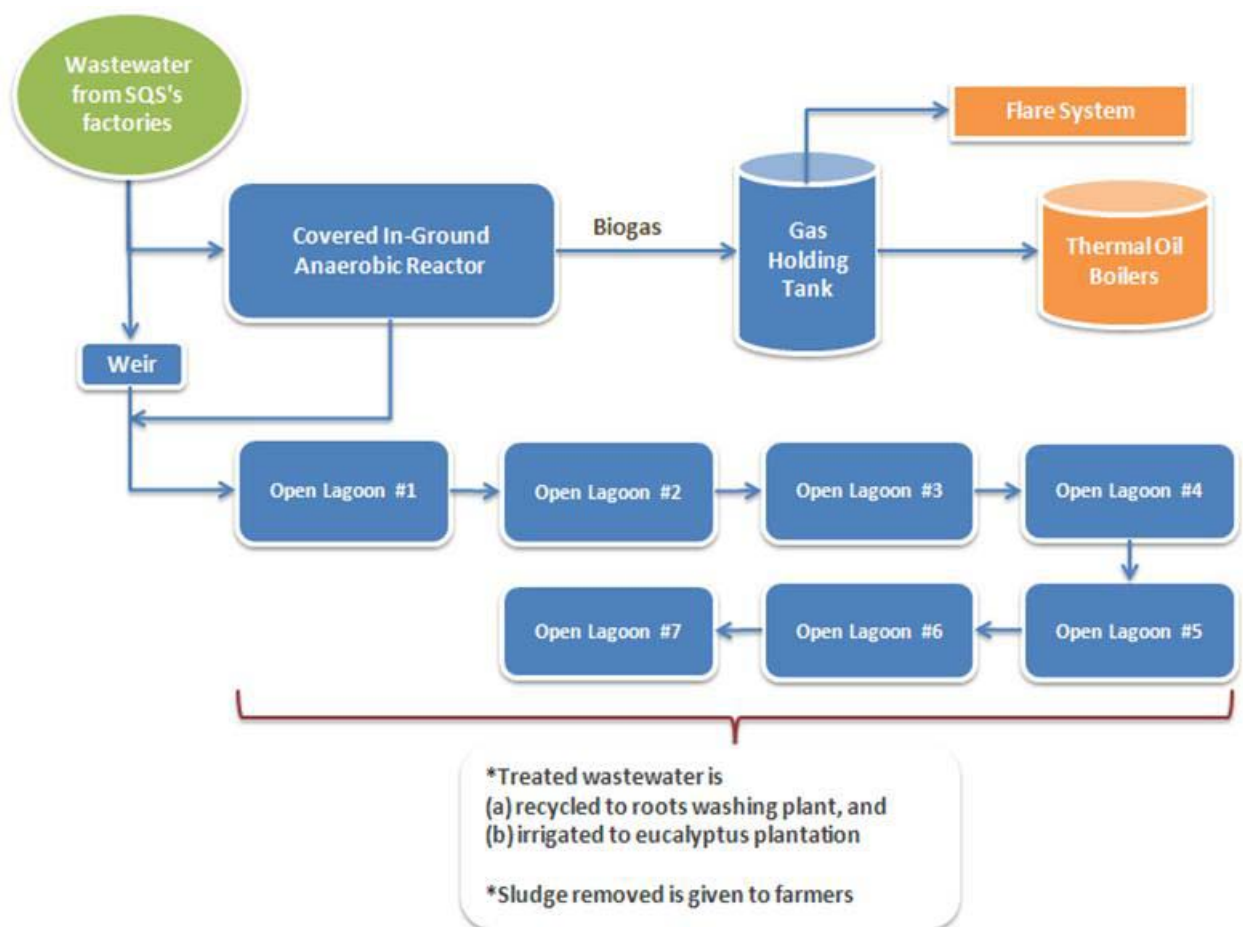 Wastewater
from SQS's
factories
Flare System
Covered In-Ground
Anaerobic Reactor
Biogas
Gas
Holding
Tank
Thermal Oil
Boilers
Weir
Open Lagoon #1
Open Lagoon #2
Open Lagoon #3
Open Lagoon #4
Open Lagoon #7
Open Lagoon #6
Open Lagoon #5
*Treated wastewater is
(a) recycled to roots washing plant, and
(b) irrigated to eucalyptus plantation
*Sludge removed is given to farmers